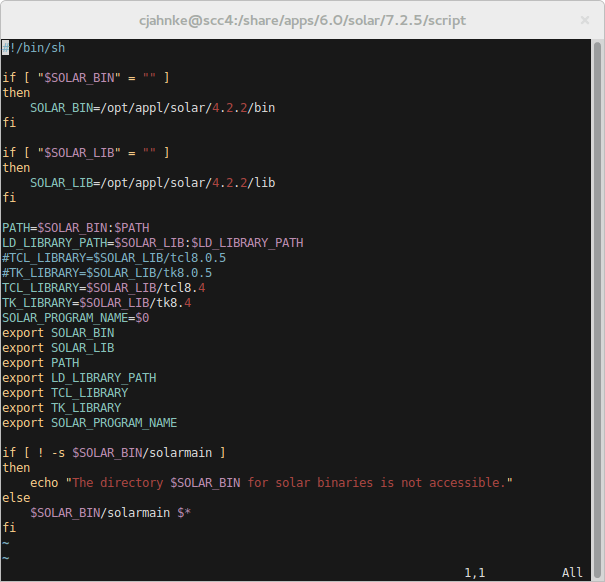 cjahnke@scc4:/share/apps/6.0/solar/7.2.5/script
×
#!/bin/sh

if [ "$SOLAR_BIN" = "" ]
then
    SOLAR_BIN=/opt/appl/solar/4.2.2/bin
fi

if [ "$SOLAR_LIB" = "" ]
then
    SOLAR_LIB=/opt/appl/solar/4.2.2/lib
fi

PATH=$SOLAR_BIN:$PATH
LD_LIBRARY_PATH=$SOLAR_LIB:$LD_LIBRARY_PATH
#TCL_LIBRARY=$SOLAR_LIB/tcl8.0.5
#TK_LIBRARY=$SOLAR_LIB/tk8.0.5
TCL_LIBRARY=$SOLAR_LIB/tcl8.4
TK_LIBRARY=$SOLAR_LIB/tk8.4
SOLAR_PROGRAM_NAME=$0
export SOLAR_BIN
export SOLAR_LIB
export PATH
export LD_LIBRARY_PATH
export TCL_LIBRARY
export TK_LIBRARY
export SOLAR_PROGRAM_NAME

if [ ! -s $SOLAR_BIN/solarmain ]
then
    echo "The directory $SOLAR_BIN for solar binaries is not accessible."
else
    $SOLAR_BIN/solarmain $*
fi
~
~
1,1 All